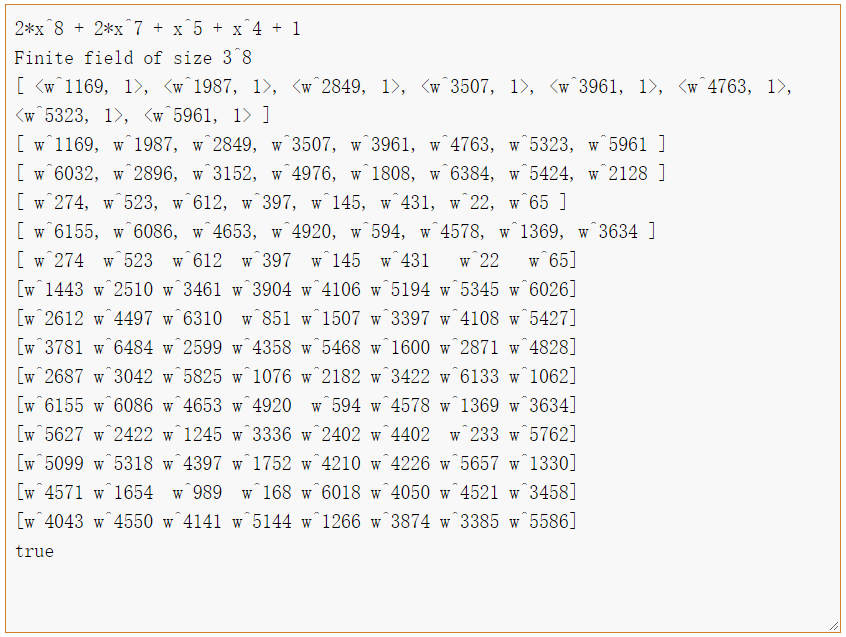 2*x^8 + 2*x^7 + x^5 + x^4 + 1
Finite field of size 3^8
[ <w^1169, 1>, <w^1987, 1>, <w^2849, 1>, <w^3507, 1>, <w^3961, 1>, <w^4763, 1>,
<w^5323, 1>, <w^5961, 1> ]
[ w^1169, w^1987, w^2849, w^3507, w^3961, w^4763, w^5323, w^5961 ]
[ w^6032, w^2896, w^3152, w^4976, w^1808, w^6384, w^5424, w^2128 ]
[ w^274, w^523, w^612, w^397, w^145, w^431, w^22, w^65 ]
[ w^6155, w^6086, w^4653, w^4920, w^594, w^4578, w^1369, w^3634 ]
[ w^274  w^523  w^612  w^397  w^145  w^431   w^22   w^65]
[w^1443 w^2510 w^3461 w^3904 w^4106 w^5194 w^5345 w^6026]
[w^2612 w^4497 w^6310  w^851 w^1507 w^3397 w^4108 w^5427]
[w^3781 w^6484 w^2599 w^4358 w^5468 w^1600 w^2871 w^4828]
[w^2687 w^3042 w^5825 w^1076 w^2182 w^3422 w^6133 w^1062]
[w^6155 w^6086 w^4653 w^4920  w^594 w^4578 w^1369 w^3634]
[w^5627 w^2422 w^1245 w^3336 w^2402 w^4402  w^233 w^5762]
[w^5099 w^5318 w^4397 w^1752 w^4210 w^4226 w^5657 w^1330]
[w^4571 w^1654  w^989  w^168 w^6018 w^4050 w^4521 w^3458]
[w^4043 w^4550 w^4141 w^5144 w^1266 w^3874 w^3385 w^5586]
true